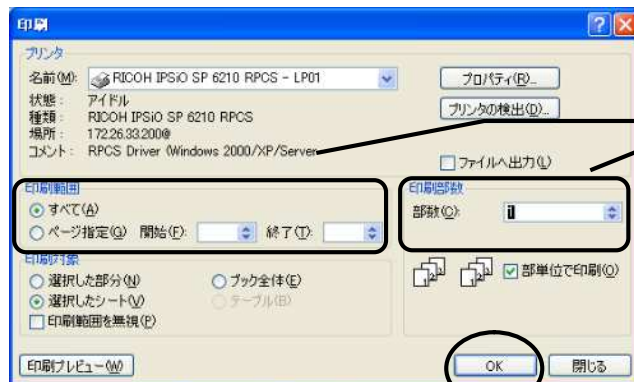 印刷
プリンタ
名前(M): RICOH IPSiO SP 6210 RPCS - LP01
プロパティ(R)...
状態: アイドル
プリンタの検出(D)...
種類: RICOH IPSiO SP 6210 RPCS
場所: 172.26.33.200@
コメント: RPCS Driver (Windows 2000/XP/Server
ファイルへ出力(L)
印刷範囲
すべて(A)
ページ指定(G) 開始(F): 終了(T):
印刷部数
部数(C): 1
印刷対象
選択した部分(N) ブック全体(E)
選択したシート(V) テーブル(B)
印刷範囲を無視(P)
部単位で印刷(O)
印刷プレビュー(W)
OK
閉じる